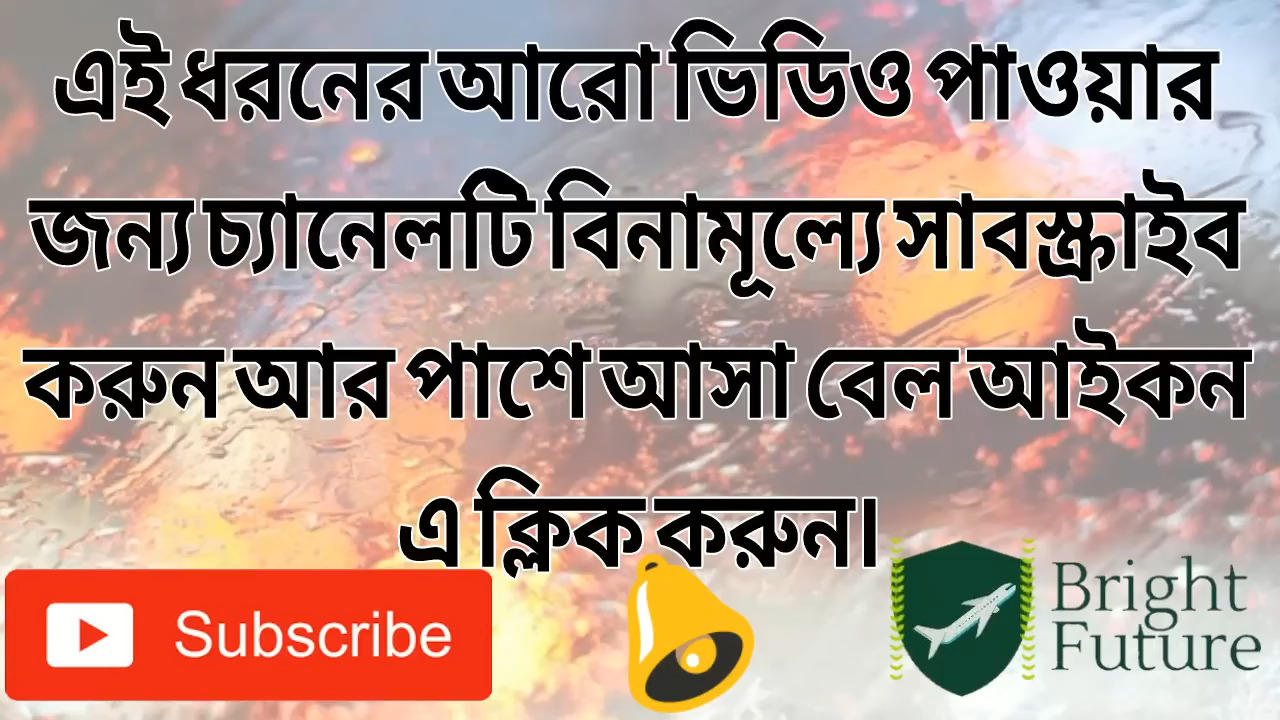 এই ধরনের আরো ভিডিও পাওয়ার
জন্য চ্যানেলটি বিনামূল্যে সাবস্ক্রাইব
করুন আর পাশে আসা বেল আইকন
এ ক্লিক করুন।
Subscribe
Bright
Future